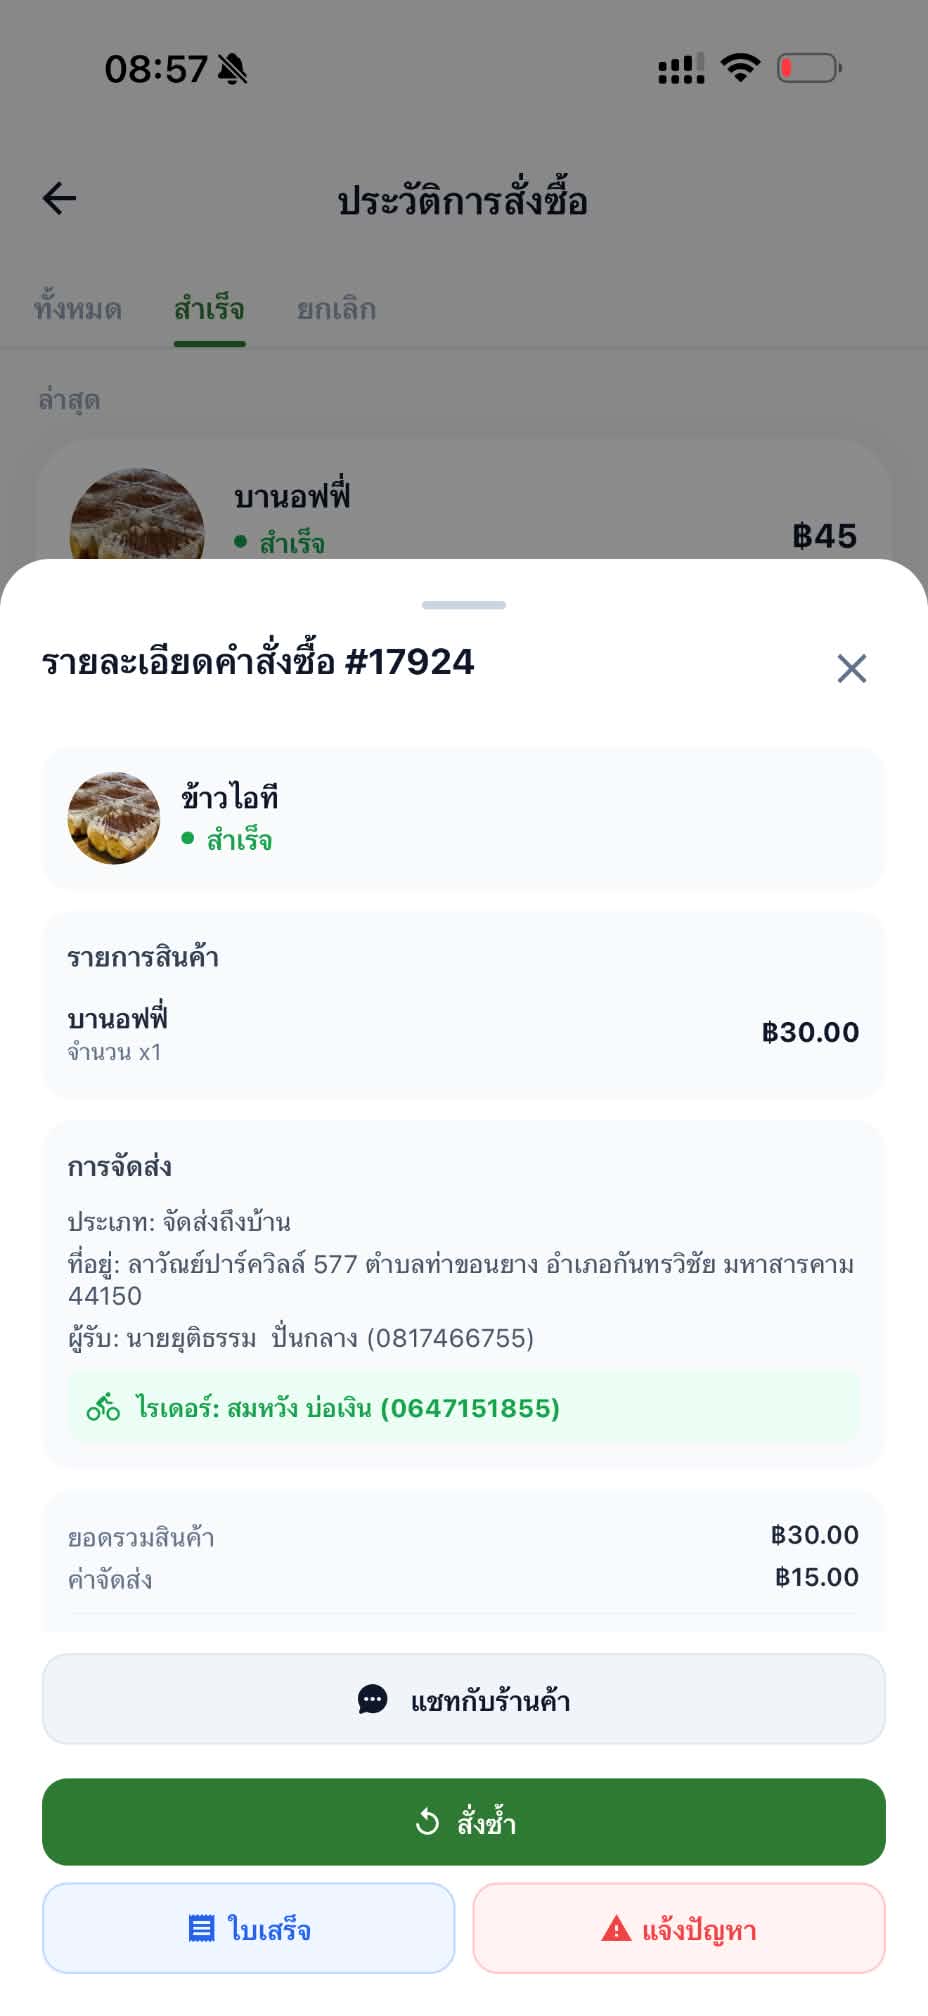 08:57
ประวัติการสั่งซื้อ
ทั้งหมด สำเร็จ ยกเลิก
ล่าสุด
บานอฟฟี่
สำเร็จ
฿45
รายละเอียดคำสั่งซื้อ #17924
ข้าวไอที
สำเร็จ
รายการสินค้า
บานอฟฟี่
จำนวน x1
฿30.00
การจัดส่ง
ประเภท: จัดส่งถึงบ้าน
ที่อยู่: ลาวัณย์ปาร์ควิลล์ 577 ตำบลท่าขอนยาง อำเภอกันทรวิชัย มหาสารคาม
44150
ผู้รับ: นายยุติธรรม ปั่นกลาง (0817466755)
ไรเดอร์: สมหวัง บ่อเงิน (0647151855)
ยอดรวมสินค้า ฿30.00
ค่าจัดส่ง ฿15.00
แชทกับร้านค้า
สั่งซ้ำ
ใบเสร็จ แจ้งปัญหา